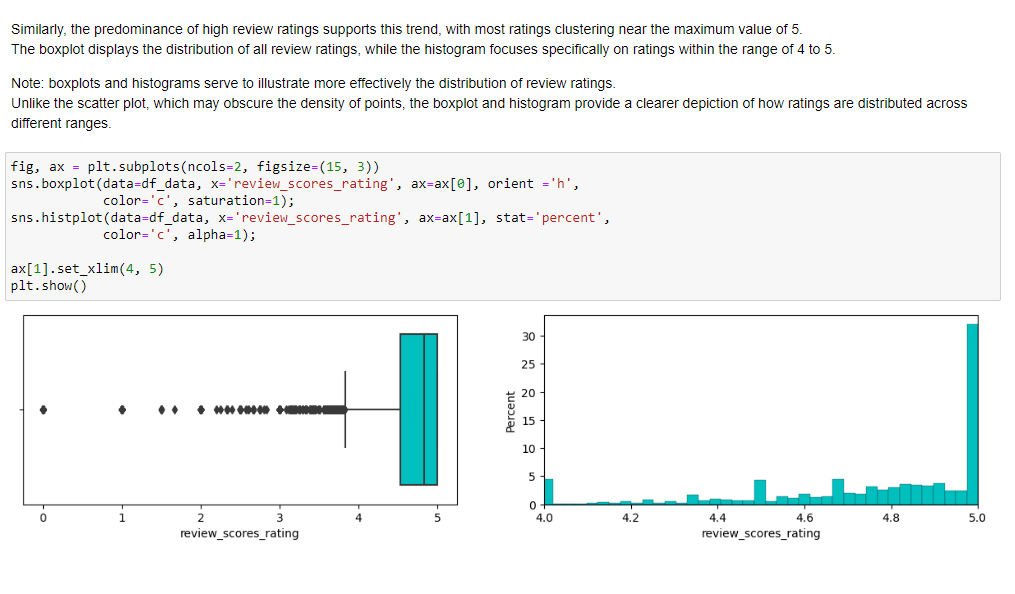 Similarly, the predominance of high review ratings supports this trend, with most ratings clustering near the maximum value of 5.
The boxplot displays the distribution of all review ratings, while the histogram focuses specifically on ratings within the range of 4 to 5.
Note: boxplots and histograms serve to illustrate more effectively the distribution of review ratings.
Unlike the scatter plot, which may obscure the density of points, the boxplot and histogram provide a clearer depiction of how ratings are distributed across
different ranges.
fig, ax = plt.subplots(ncols=2, figsize=(15, 3))
sns.boxplot(data=df_data, x='review_scores_rating', ax=ax[0], orient ='h',
            color='c', saturation=1);
sns.histplot(data=df_data, x='review_scores_rating', ax=ax[1], stat='percent',
            color='c', alpha=1);
ax[1].set_xlim(4, 5)
plt.show()
0 1 2 3 4 5
review_scores_rating
Percent
30
25
20
15
10
5
0
4.0 4.2 4.4 4.6 4.8 5.0
review_scores_rating